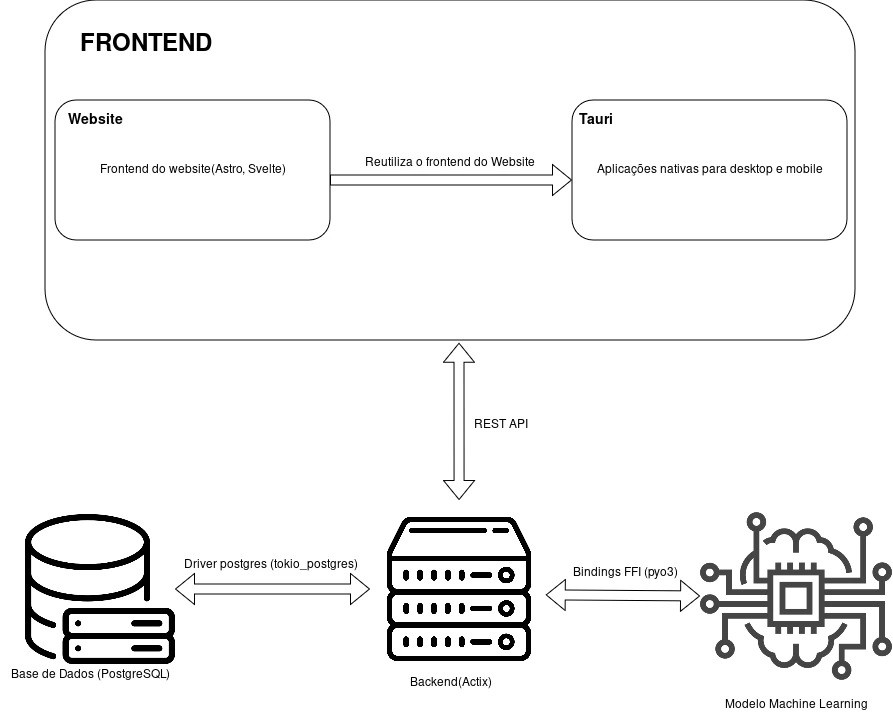 FRONTEND
Website
Frontend do website(Astro, Svelte)
Reutiliza o frontend do Website
Tauri
Aplicações nativas para desktop e mobile
REST API
Driver postgres (tokio_postgres)
Bindings FFI (pyo3)
Base de Dados (PostgreSQL)
Backend(Actix)
Modelo Machine Learning